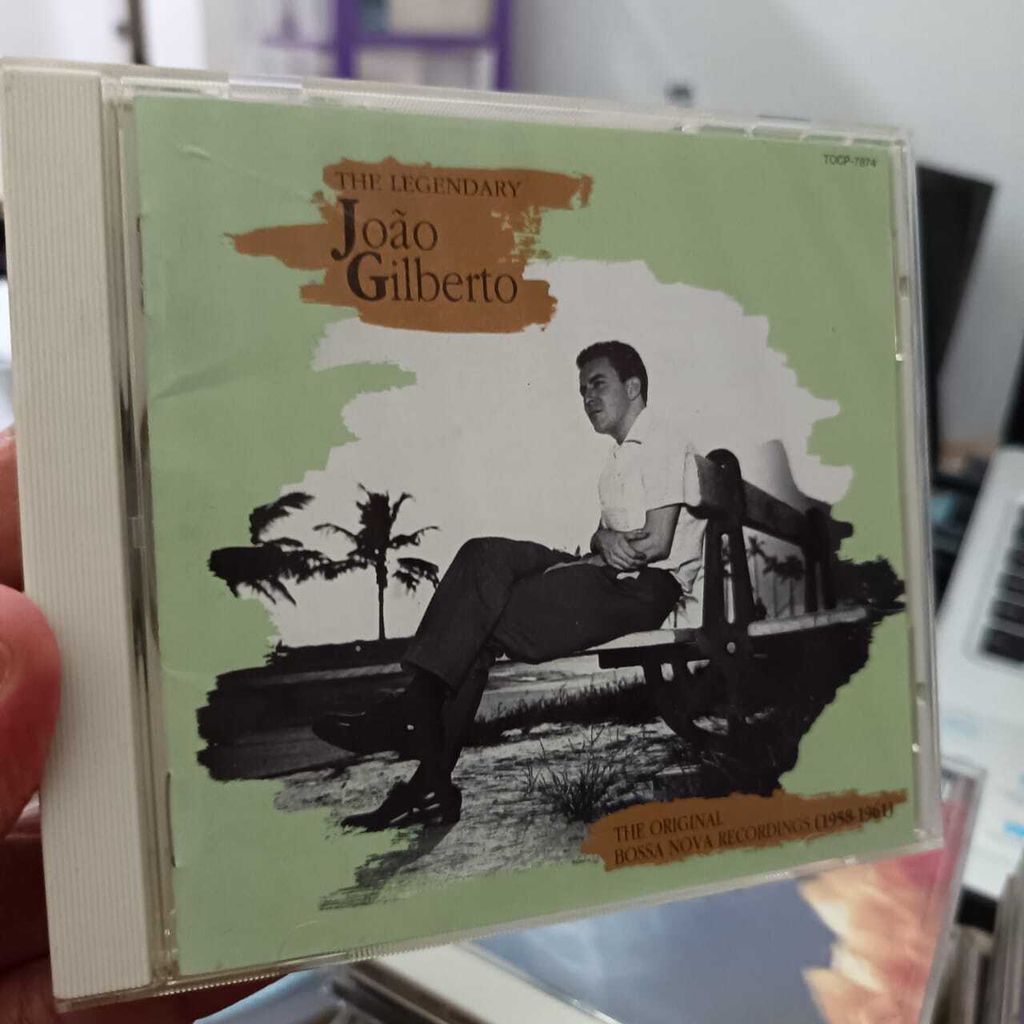 TOCP-7874
THE LEGENDARY
João
Gilberto
THE ORIGINAL
BOSSA NOVA RECORDINGS (1958-1961)